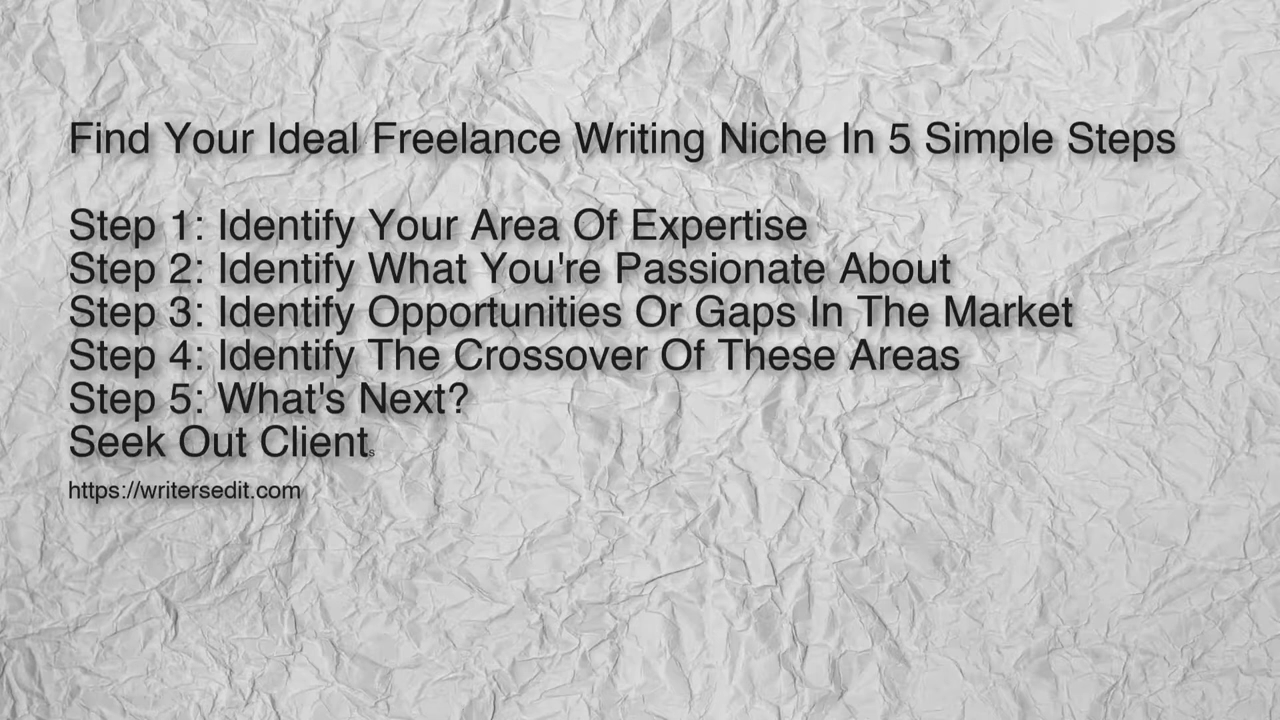 Find Your Ideal Freelance Writing Niche In 5 Simple Steps
Step 1: Identify Your Area Of Expertise
Step 2: Identify What You're Passionate About
Step 3: Identify Opportunities Or Gaps In The Market
Step 4: Identify The Crossover Of These Areas
Step 5: What's Next?
Seek Out Clients
https://writersedit.com